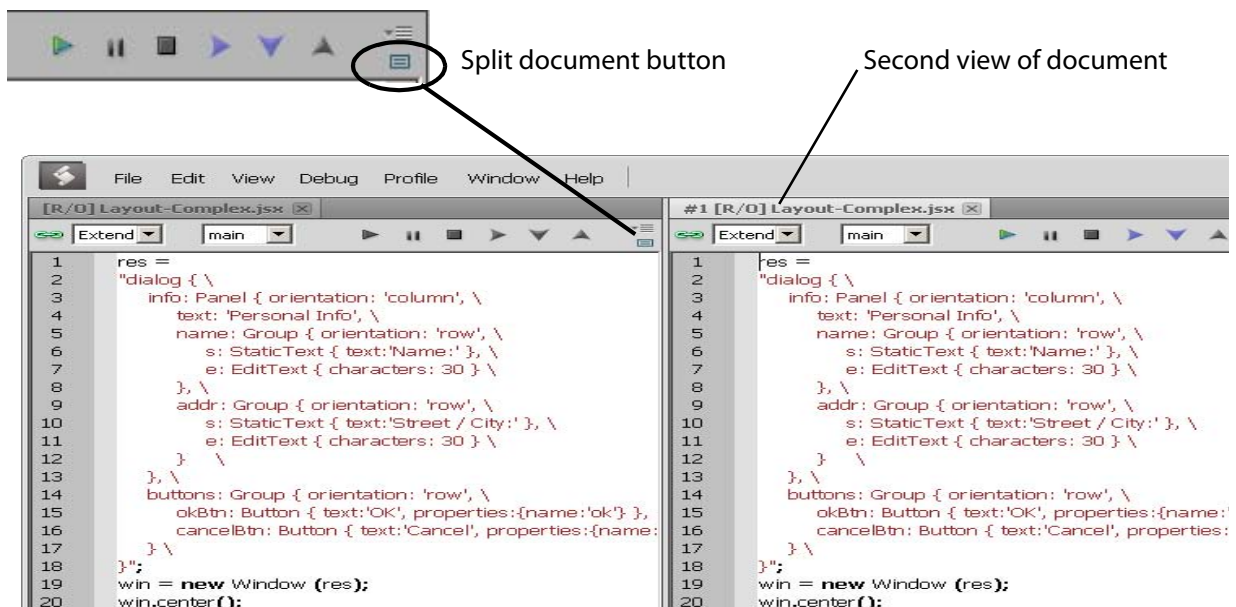 Split document button
Second view of document
File Edit View Debug Profile Window Help
[R/O] Layout-Complex.jsx
Extend main
1 res =
2 "dialog { \
3 info: Panel { orientation: 'column', \
4 text: 'Personal Info', \
5 name: Group { orientation: 'row', \
6 s: StaticText { text:'Name:' }, \
7 e: EditText { characters: 30 } \
8 }, \
9 addr: Group { orientation: 'row', \
10 s: StaticText { text:'Street / City:' }, \
11 e: EditText { characters: 30 } \
12 } \
13 }, \
14 buttons: Group { orientation: 'row', \
15 okBtn: Button { text:'OK', properties:{name:'ok'} },
16 cancelBtn: Button { text:'Cancel', properties:{name:
17 } \
18 }";
19 win = new Window (res);
20 win.center();
#1 [R/O] Layout-Complex.jsx
Extend main
1 res =
2 "dialog { \
3 info: Panel { orientation: 'column', \
4 text: 'Personal Info', \
5 name: Group { orientation: 'row', \
6 s: StaticText { text:'Name:' }, \
7 e: EditText { characters: 30 } \
8 }, \
9 addr: Group { orientation: 'row', \
10 s: StaticText { text:'Street / City:' }, \
11 e: EditText { characters: 30 } \
12 } \
13 }, \
14 buttons: Group { orientation: 'row', \
15 okBtn: Button { text:'OK', properties:{name:'
16 cancelBtn: Button { text:'Cancel', properties:
17 } \
18 }";
19 win = new Window (res);
20 win.center();